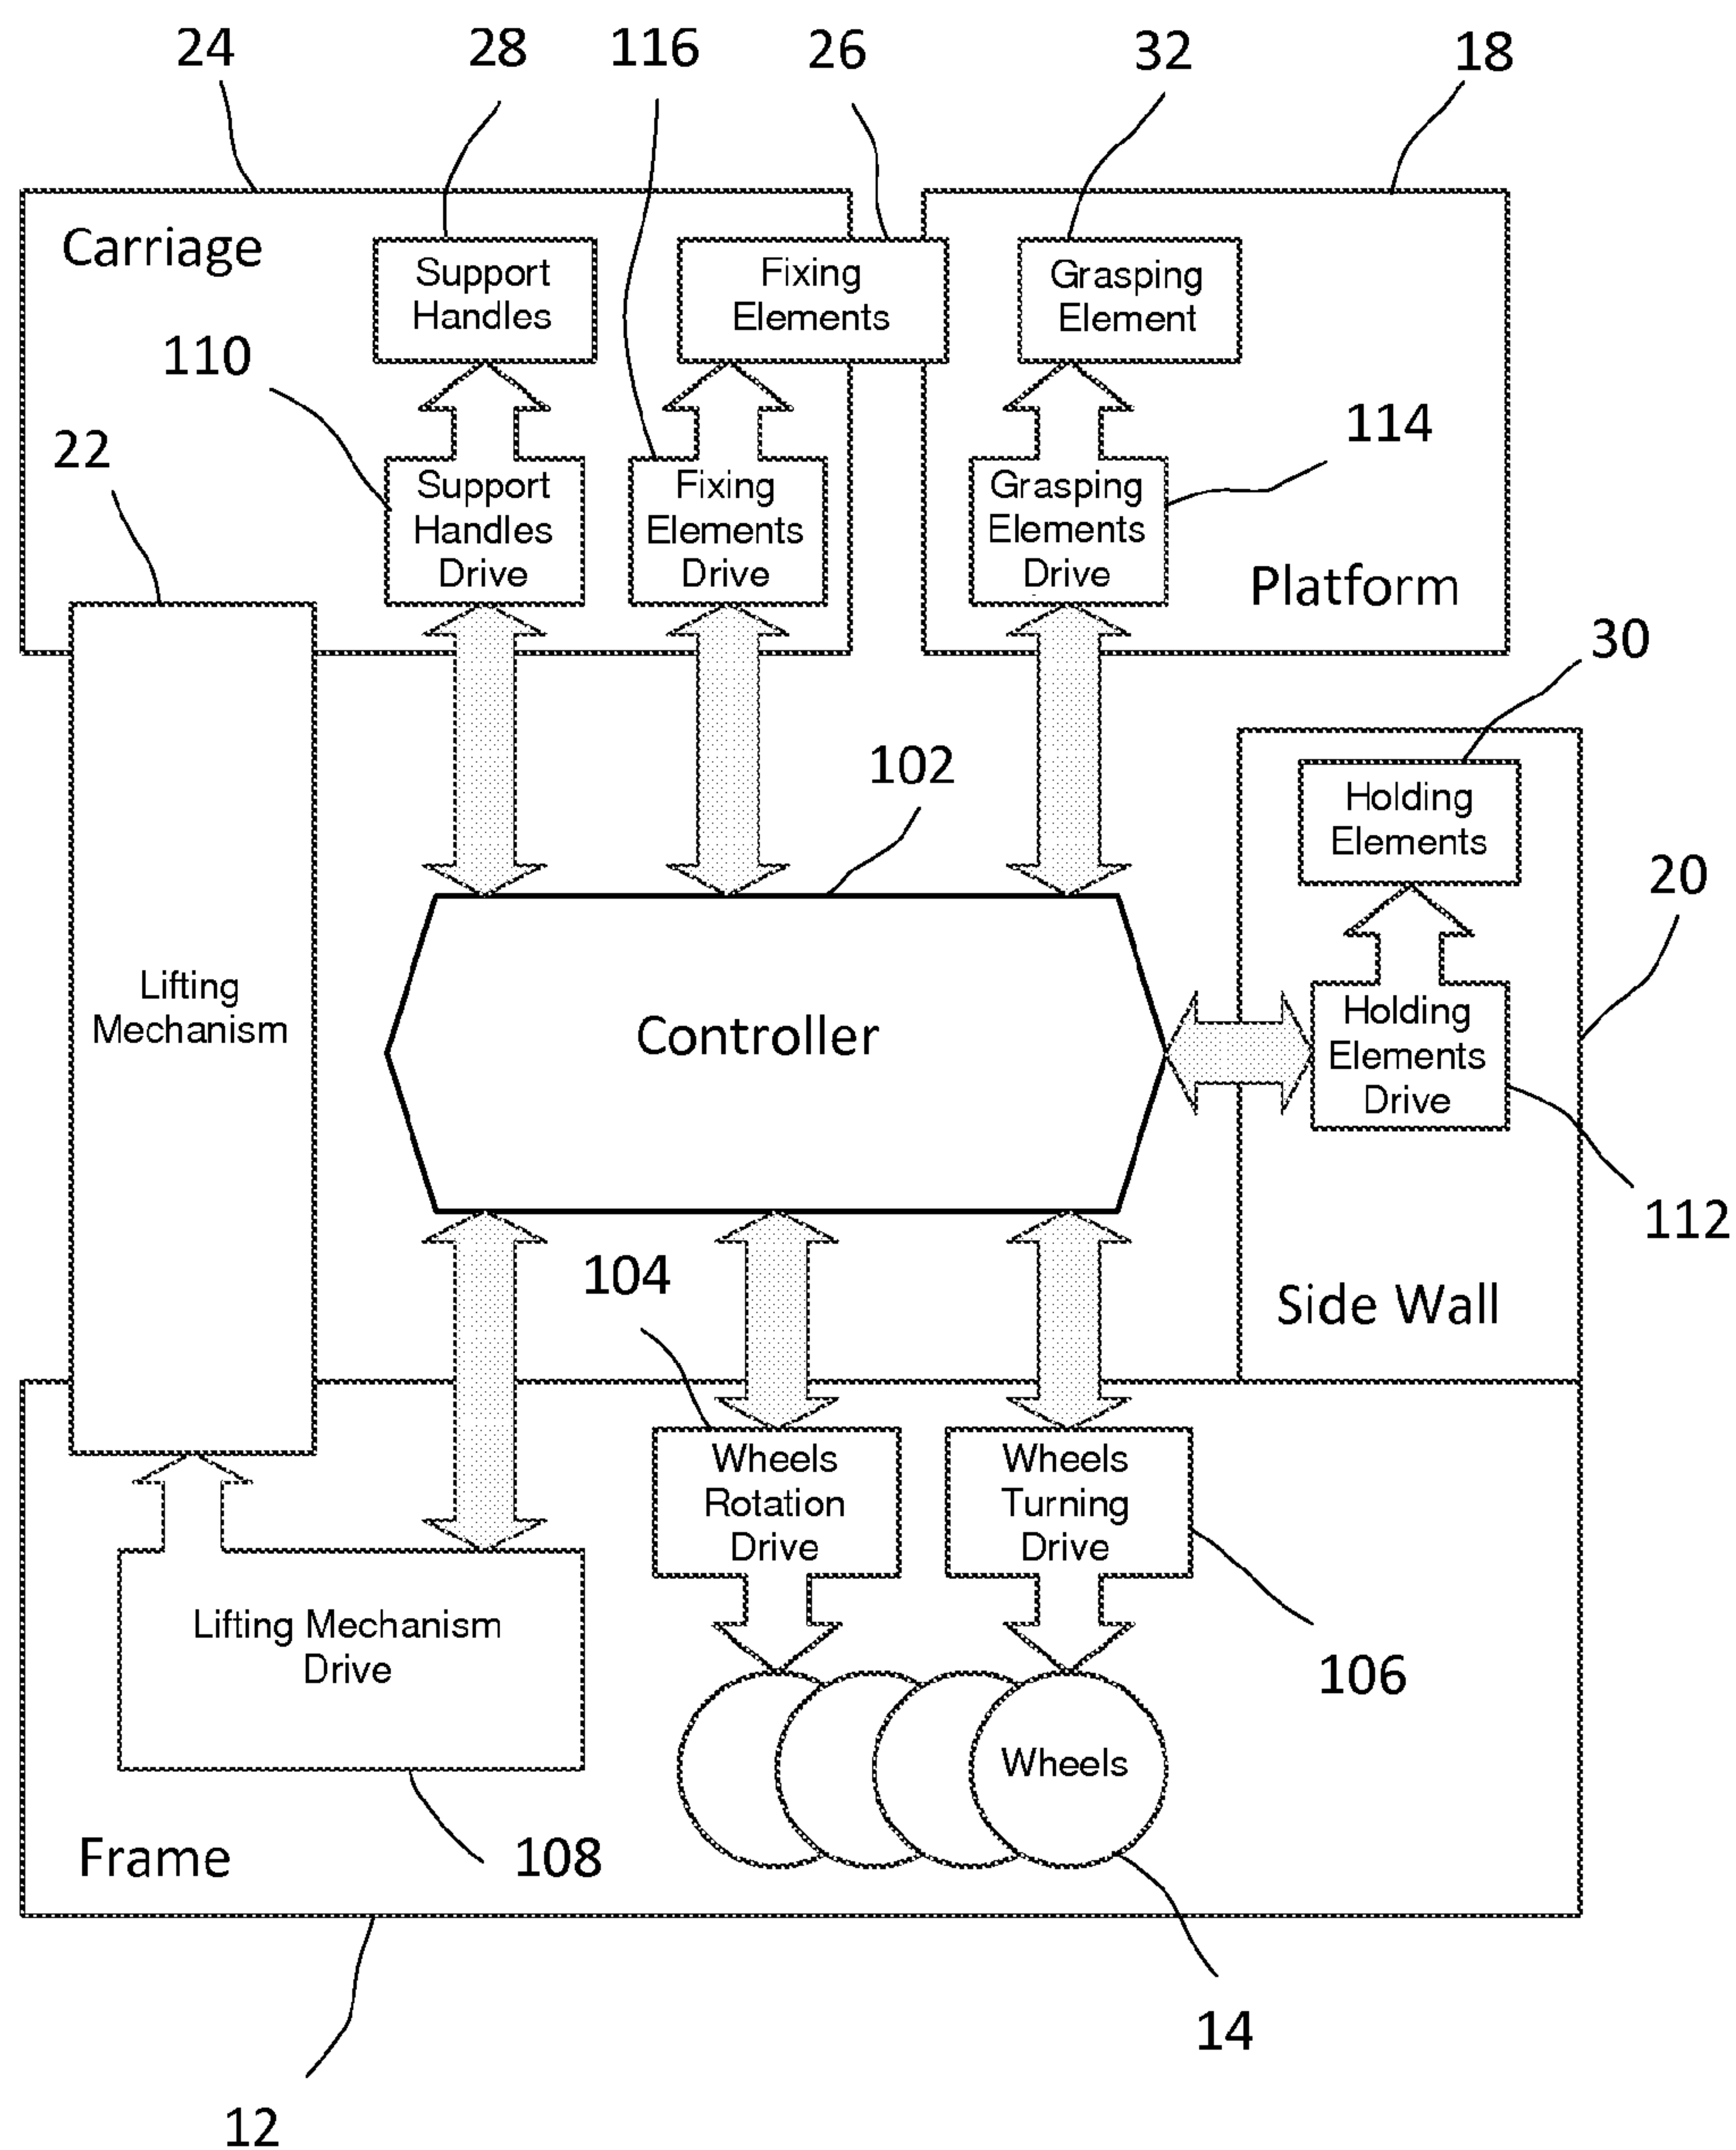 24
28
116
26
32
18
Carriage
Support
Handles
Fixing
Elements
Grasping
Element
110
114
22
Support
Handles
Drive
Fixing
Elements
Drive
Grasping
Elements
Drive
Platform
30
102
Holding
Elements
20
Lifting
Mechanism
Controller
Holding
Elements
Drive
112
104
Side Wall
Wheels
Rotation
Drive
Wheels
Turning
Drive
Lifting Mechanism
Drive
106
Wheels
Frame
108
14
12